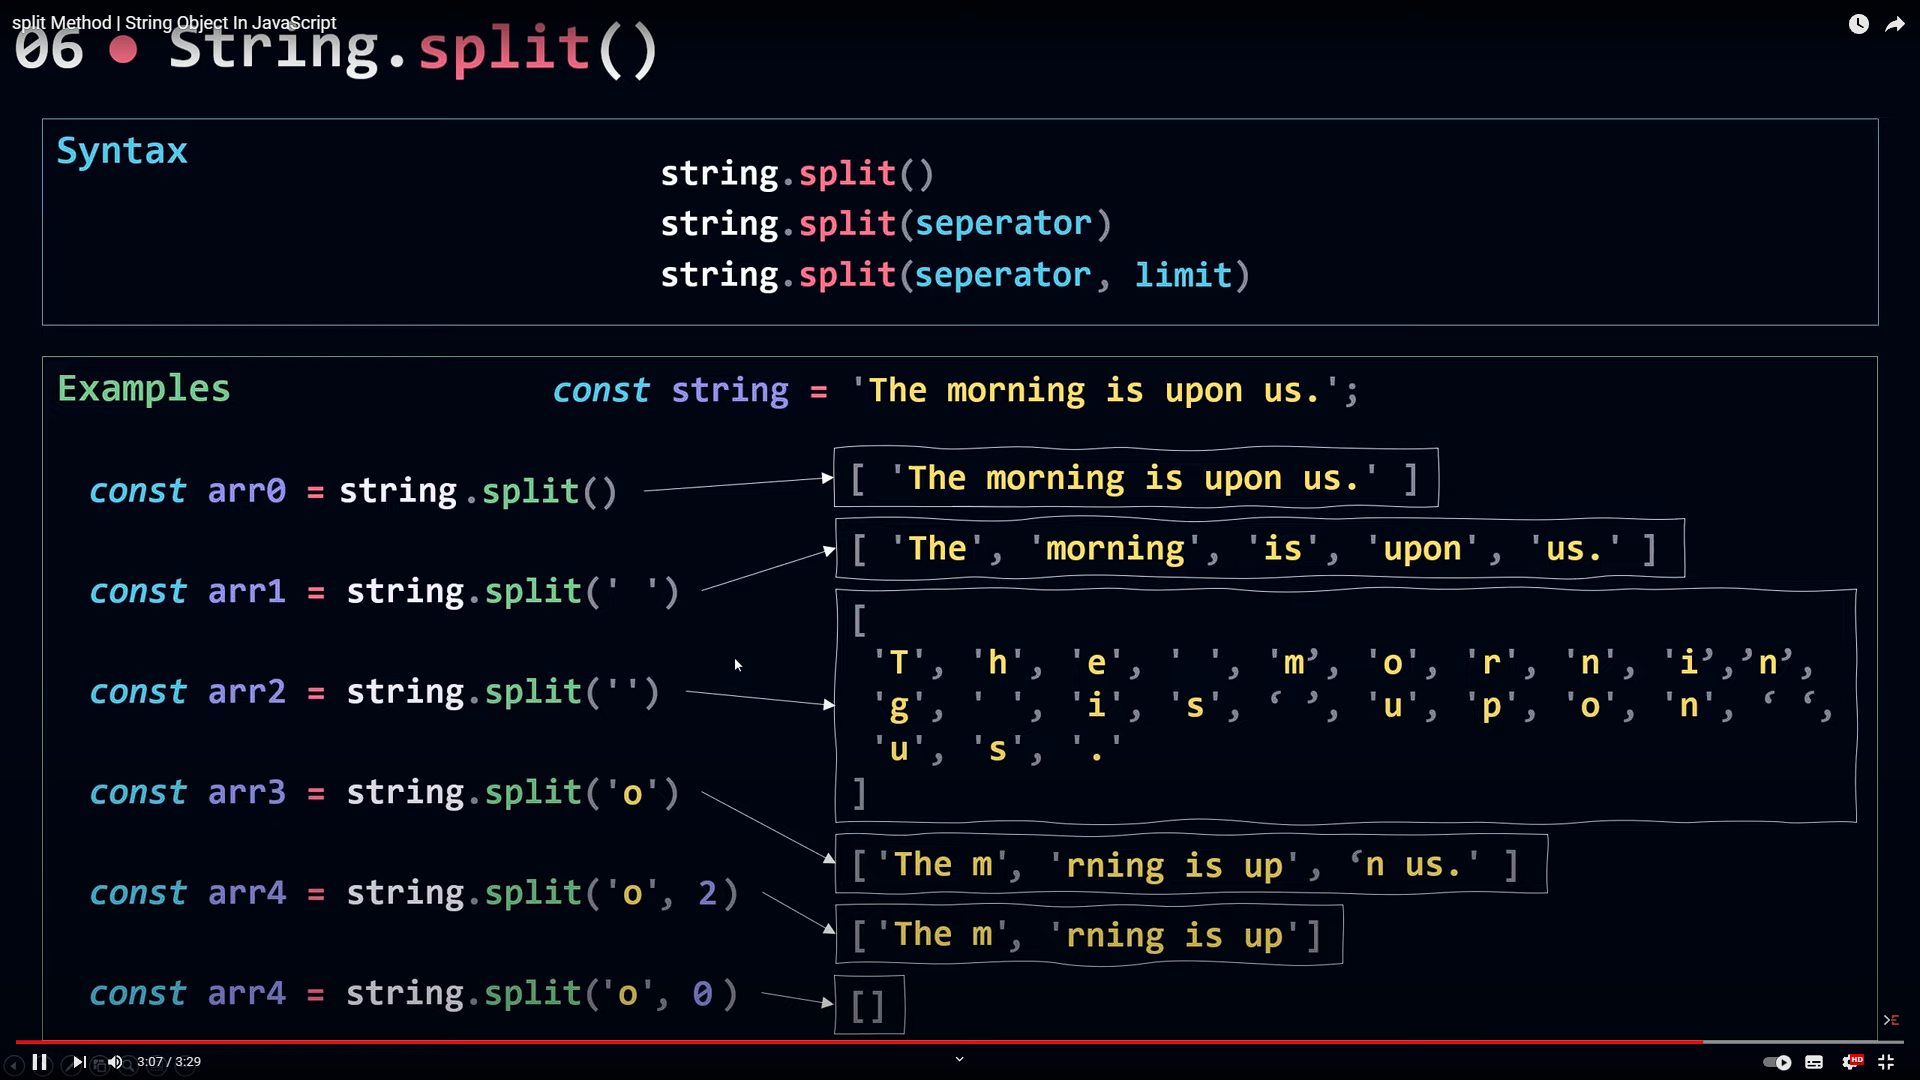 split Method | String Object In JavaScript
06 • String.split()
Syntax
string.split()
string.split(seperator)
string.split(seperator, limit)
Examples
const string = 'The morning is upon us.';
const arr0 = string.split()
[ 'The morning is upon us.' ]
const arr1 = string.split(' ')
[ 'The', 'morning', 'is', 'upon', 'us.' ]
const arr2 = string.split('')
[
'T', 'h', 'e', ' ', 'm’, 'o', 'r', 'n', 'i’,’n’,
'g', ' ', 'i', 's', ‘ ’, 'u', 'p', 'o', 'n', ‘ ‘,
'u', 's', '.'
]
const arr3 = string.split('o')
['The m', 'rning is up', ‘n us.' ]
const arr4 = string.split('o', 2)
['The m', 'rning is up']
const arr4 = string.split('o', 0)
[]
3:07 / 3:29
HD